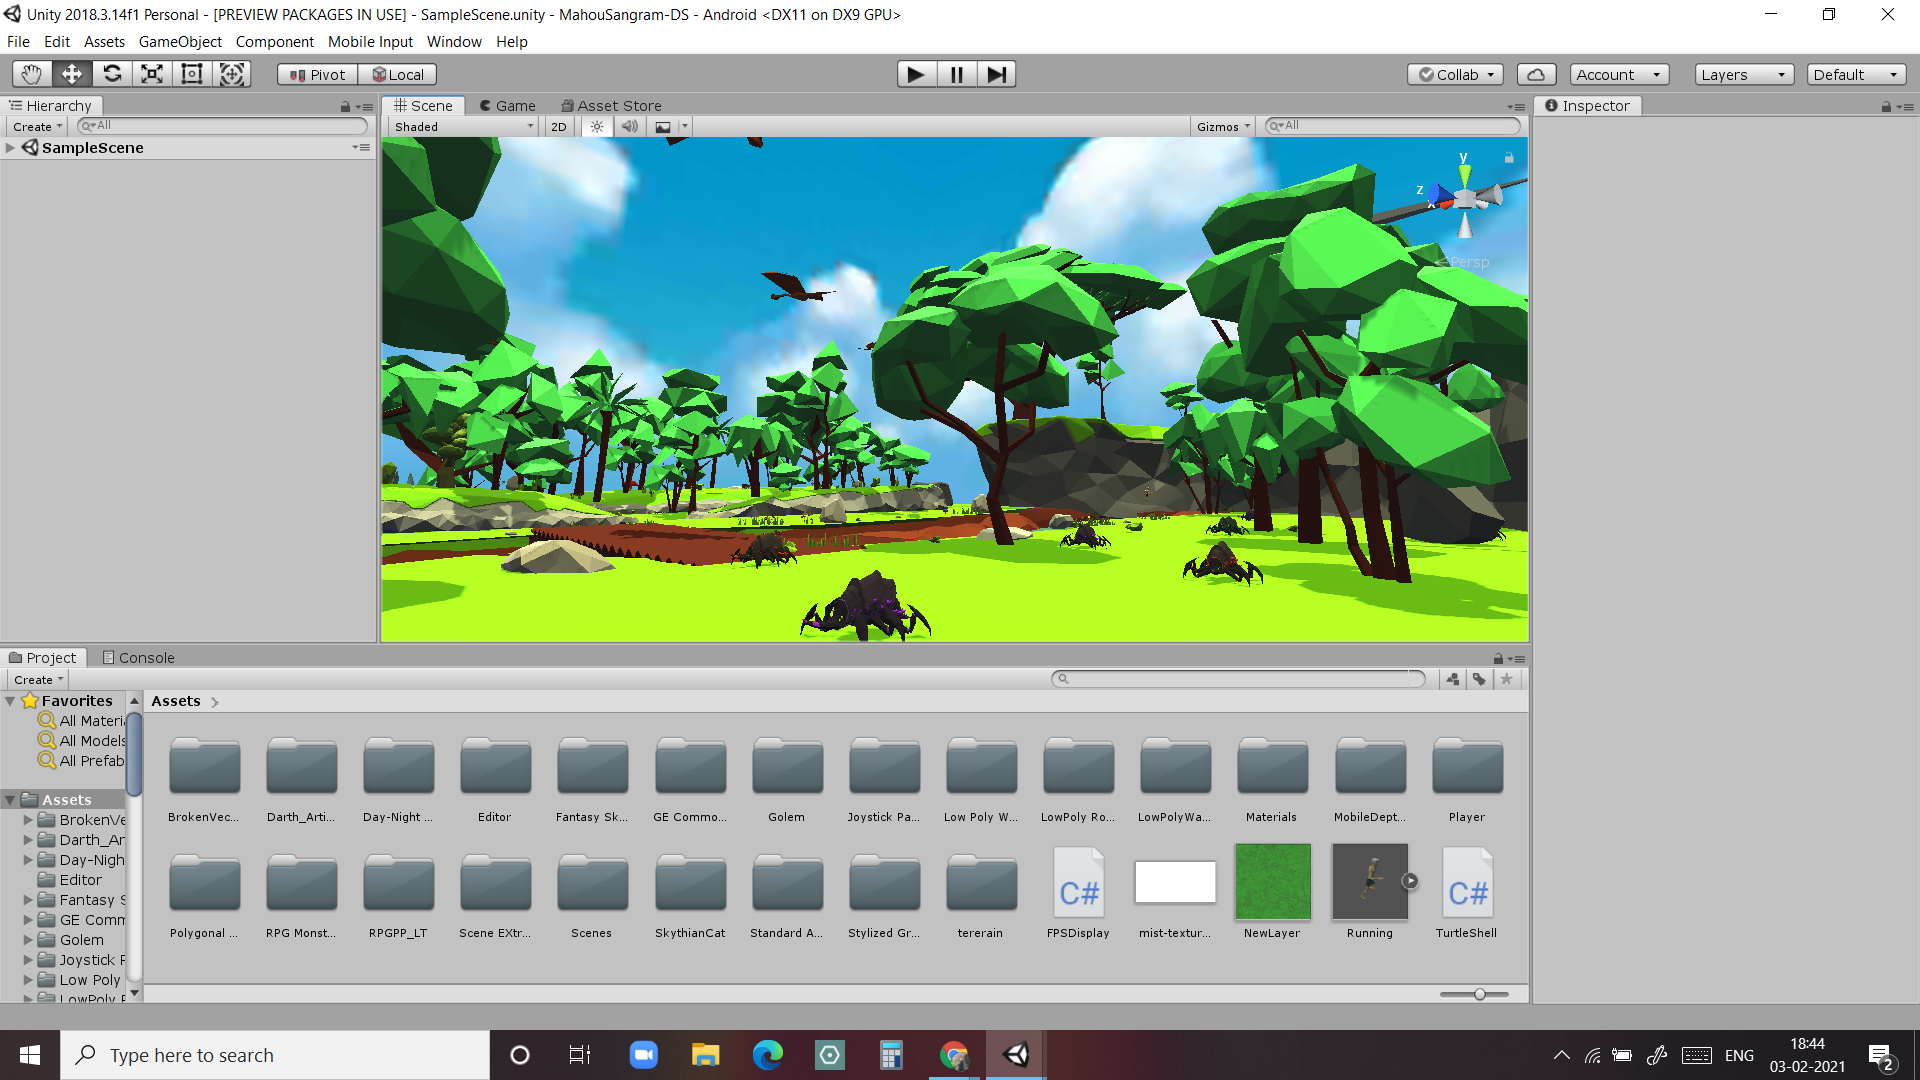 Unity 2018.3.14f1 Personal - [PREVIEW PACKAGES IN USE] - SampleScene.unity - MahouSangram-DS - Android <DX11 on DX9 GPU>
File Edit Assets GameObject Component Mobile Input Window Help
Pivot Local Collab Account Layers Default
Hierarchy
Create All
SampleScene
Scene Game Asset Store
Shaded 2D Gizmos All
y
z
x
Persp
Inspector
Project Console
Create
Favorites
All Materia
All Models
All Prefab
Assets
BrokenVe
Darth_Ar
Day-Nigh
Editor
Fantasy S
GE Comm
Golem
Joystick P
Low Poly
LowPoly R
Assets
BrokenVec... Darth_Arti... Day-Night ... Editor Fantasy Sk... GE Commo... Golem Joystick Pa... Low Poly W... LowPoly Ro... LowPolyWa... Materials MobileDept... Player
C# C#
Polygonal ... RPG Monst... RPGPP_LT Scene EXtr... Scenes SkythianCat Standard A... Stylized Gr... tererain FPSDisplay mist-textur... NewLayer Running TurtleShell
Type here to search
ENG
18:44
03-02-2021
2